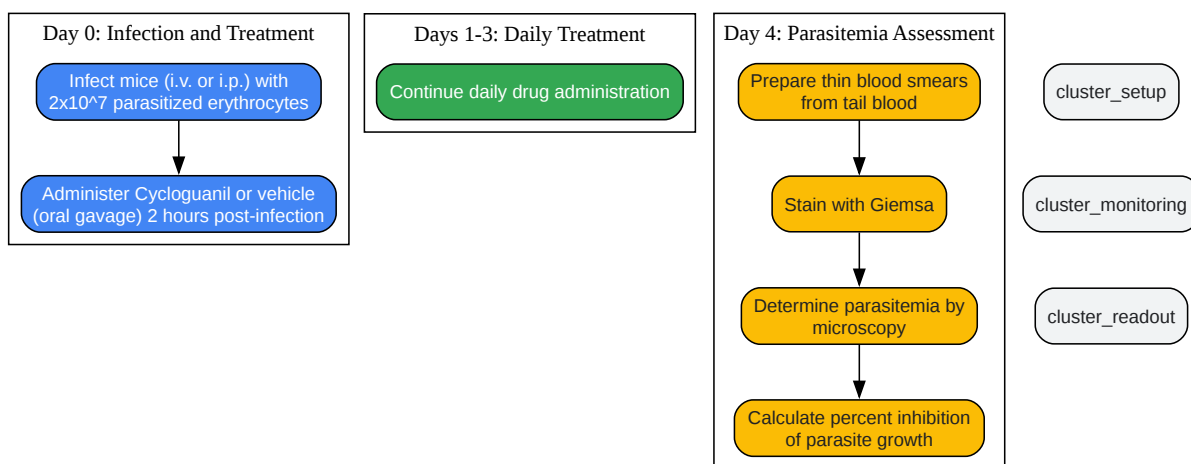 Day 0: Infection and Treatment
Infect mice (i.v. or i.p.) with
2x10^7 parasitized erythrocytes
Administer Cycloguanil or vehicle
(oral gavage) 2 hours post-infection
Days 1-3: Daily Treatment
Continue daily drug administration
Day 4: Parasitemia Assessment
Prepare thin blood smears
from tail blood
Stain with Giemsa
Determine parasitemia by
microscopy
Calculate percent inhibition
of parasite growth
cluster_setup
cluster_monitoring
cluster_readout